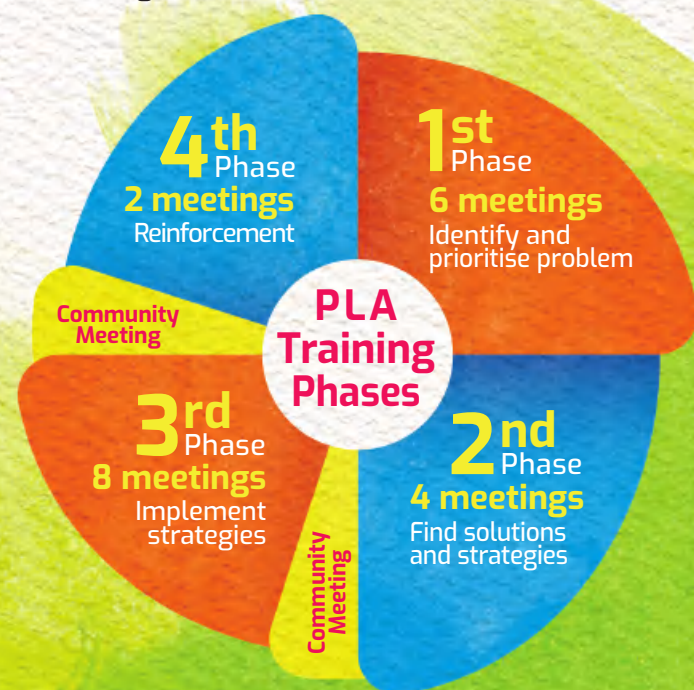 PLA
Training
Phases
1st
Phase
6 meetings
Identify and
prioritise problem
2nd
Phase
4 meetings
Find solutions
and strategies
Community
Meeting
3rd
Phase
8 meetings
Implement
strategies
Community
Meeting
4th
Phase
2 meetings
Reinforcement